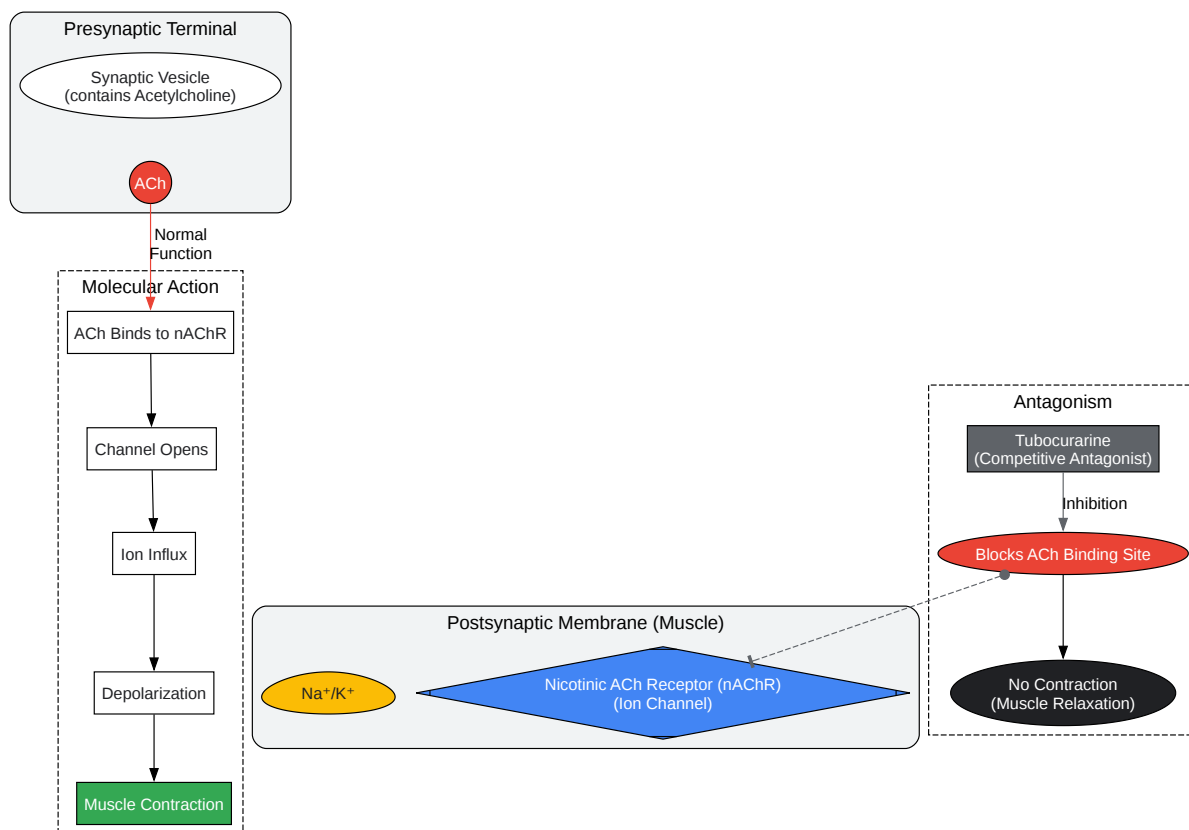 Presynaptic Terminal
Synaptic Vesicle
(contains Acetylcholine)
ACh
Normal
Function
Molecular Action
ACh Binds to nAChR
Channel Opens
Ion Influx
Depolarization
Muscle Contraction
Postsynaptic Membrane (Muscle)
Na⁺/K⁺
Nicotinic ACh Receptor (nAChR)
(Ion Channel)
Antagonism
Tubocurarine
(Competitive Antagonist)
Inhibition
Blocks ACh Binding Site
No Contraction
(Muscle Relaxation)